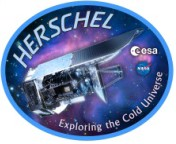 HERSCHEL
esa
NASA
Exploring the Cold Universe